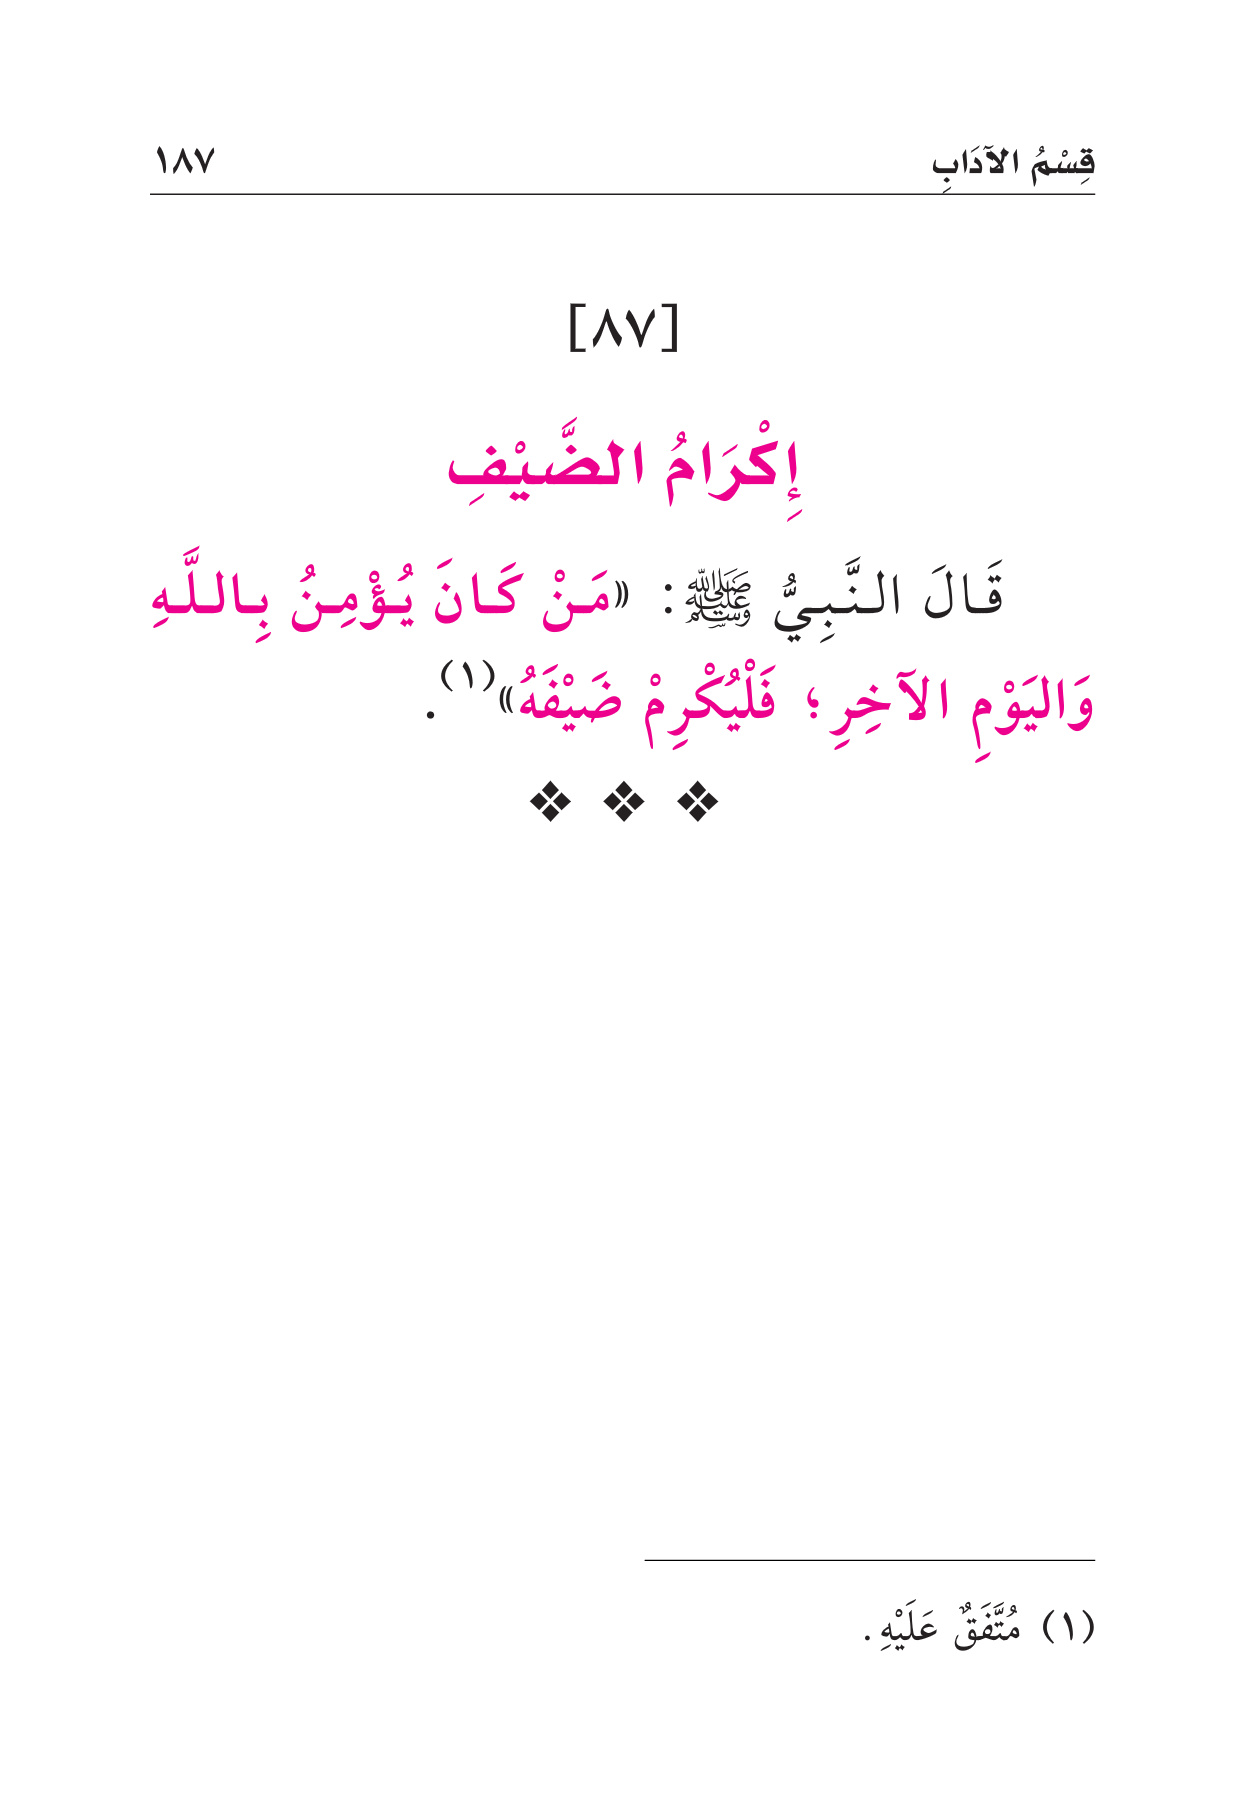 قِسْمُ الآدَابِ ١٨٧
[٨٧]
إِكْرَامُ الضَّيْفِ
قَالَ النَّبِيُّ ﷺ: «مَنْ كَانَ يُؤْمِنُ بِاللَّهِ
وَاليَوْمِ الآخِرِ؛ فَلْيُكْرِمْ ضَيْفَهُ»(١).
❖ ❖ ❖
(١) مُتَّفَقٌ عَلَيْهِ.